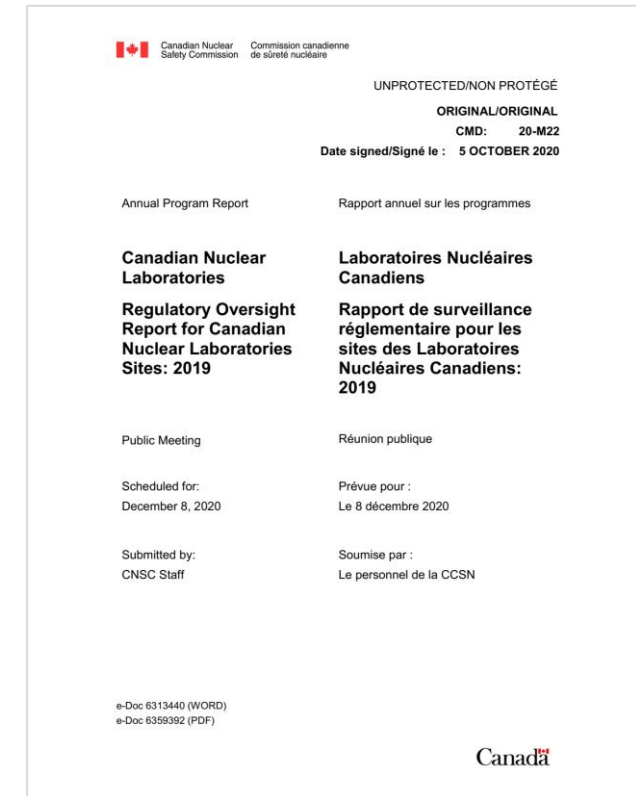 Canadian Nuclear Safety Commission
Commission canadienne de sûreté nucléaire
UNPROTECTED/NON PROTÉGÉ
ORIGINAL/ORIGINAL
CMD: 20-M22
Date signed/Signé le : 5 OCTOBER 2020
Annual Program Report
Canadian Nuclear
Laboratories
Regulatory Oversight
Report for Canadian
Nuclear Laboratories
Sites: 2019
Public Meeting
Scheduled for:
December 8, 2020
Submitted by:
CNSC Staff
Rapport annuel sur les programmes
Laboratoires Nucléaires
Canadiens
Rapport de surveillance
réglementaire pour les
sites des Laboratoires
Nucléaires Canadiens:
2019
Réunion publique
Prévue pour :
Le 8 décembre 2020
Soumise par :
Le personnel de la CCSN
e-Doc 6313440 (WORD)
e-Doc 6359392 (PDF)
Canada